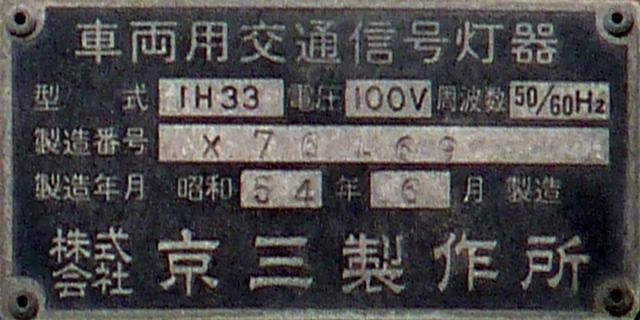 車両用交通信号灯器
型式 1H33 電圧 100V 周波数 50/60Hz
製造番号 X 76
製造年月 昭和 54 年 6 月 製造
株式会社 京三製作所